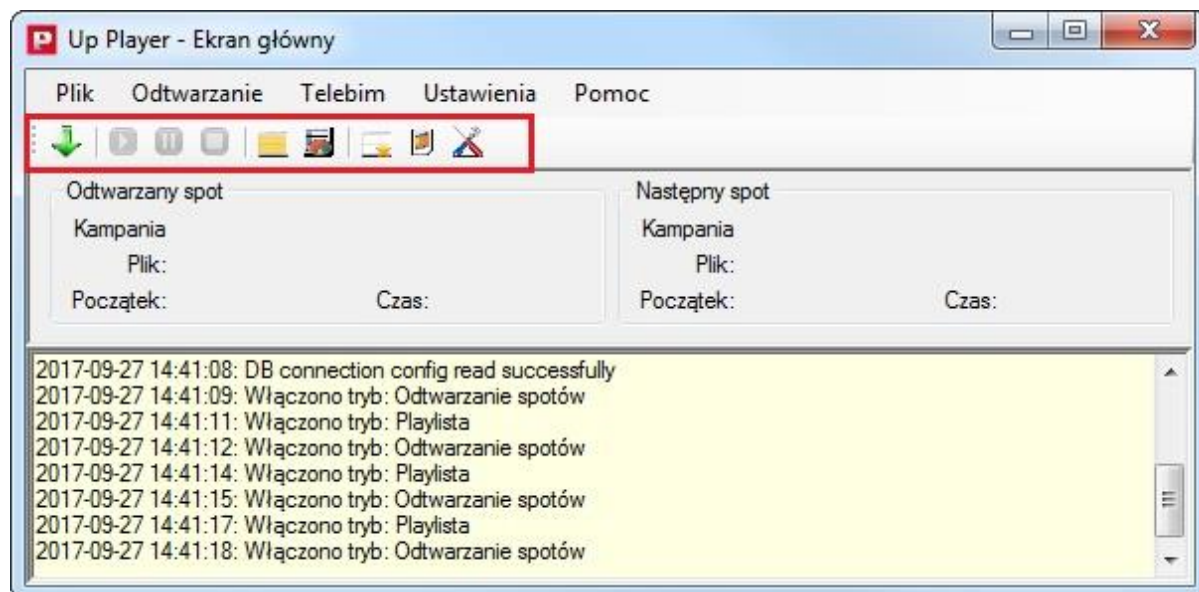 P Up Player - Ekran główny
Plik Odtwarzanie Telebim Ustawienia Pomoc
Odtwarzany spot
Kampania
Plik:
Początek: Czas:
Następny spot
Kampania
Plik:
Początek: Czas:
2017-09-27 14:41:08: DB connection config read successfully
2017-09-27 14:41:09: Włączono tryb: Odtwarzanie spotów
2017-09-27 14:41:11: Włączono tryb: Playlista
2017-09-27 14:41:12: Włączono tryb: Odtwarzanie spotów
2017-09-27 14:41:14: Włączono tryb: Playlista
2017-09-27 14:41:15: Włączono tryb: Odtwarzanie spotów
2017-09-27 14:41:17: Włączono tryb: Playlista
2017-09-27 14:41:18: Włączono tryb: Odtwarzanie spotów